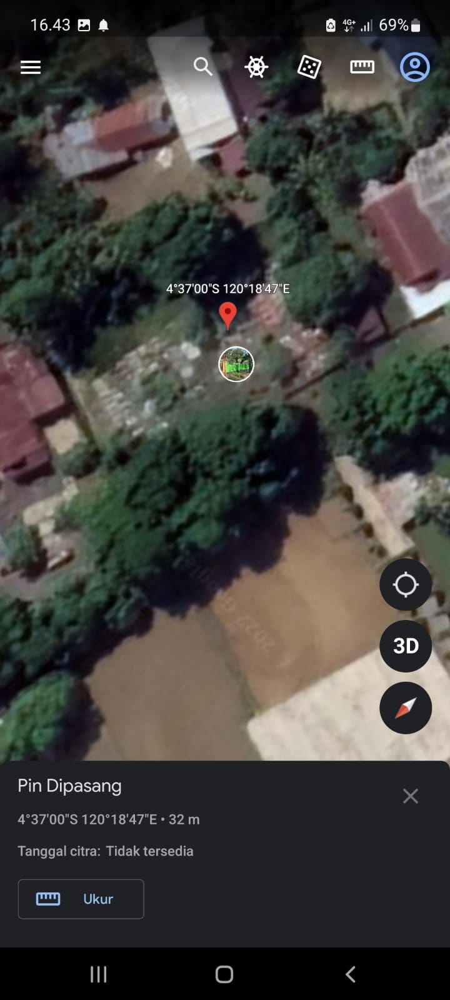 16.43
4G+
69%
4°37'00"S 120°18'47"E
3D
Pin Dipasang
4°37'00"S 120°18'47"E • 32 m
Tanggal citra: Tidak tersedia
Ukur